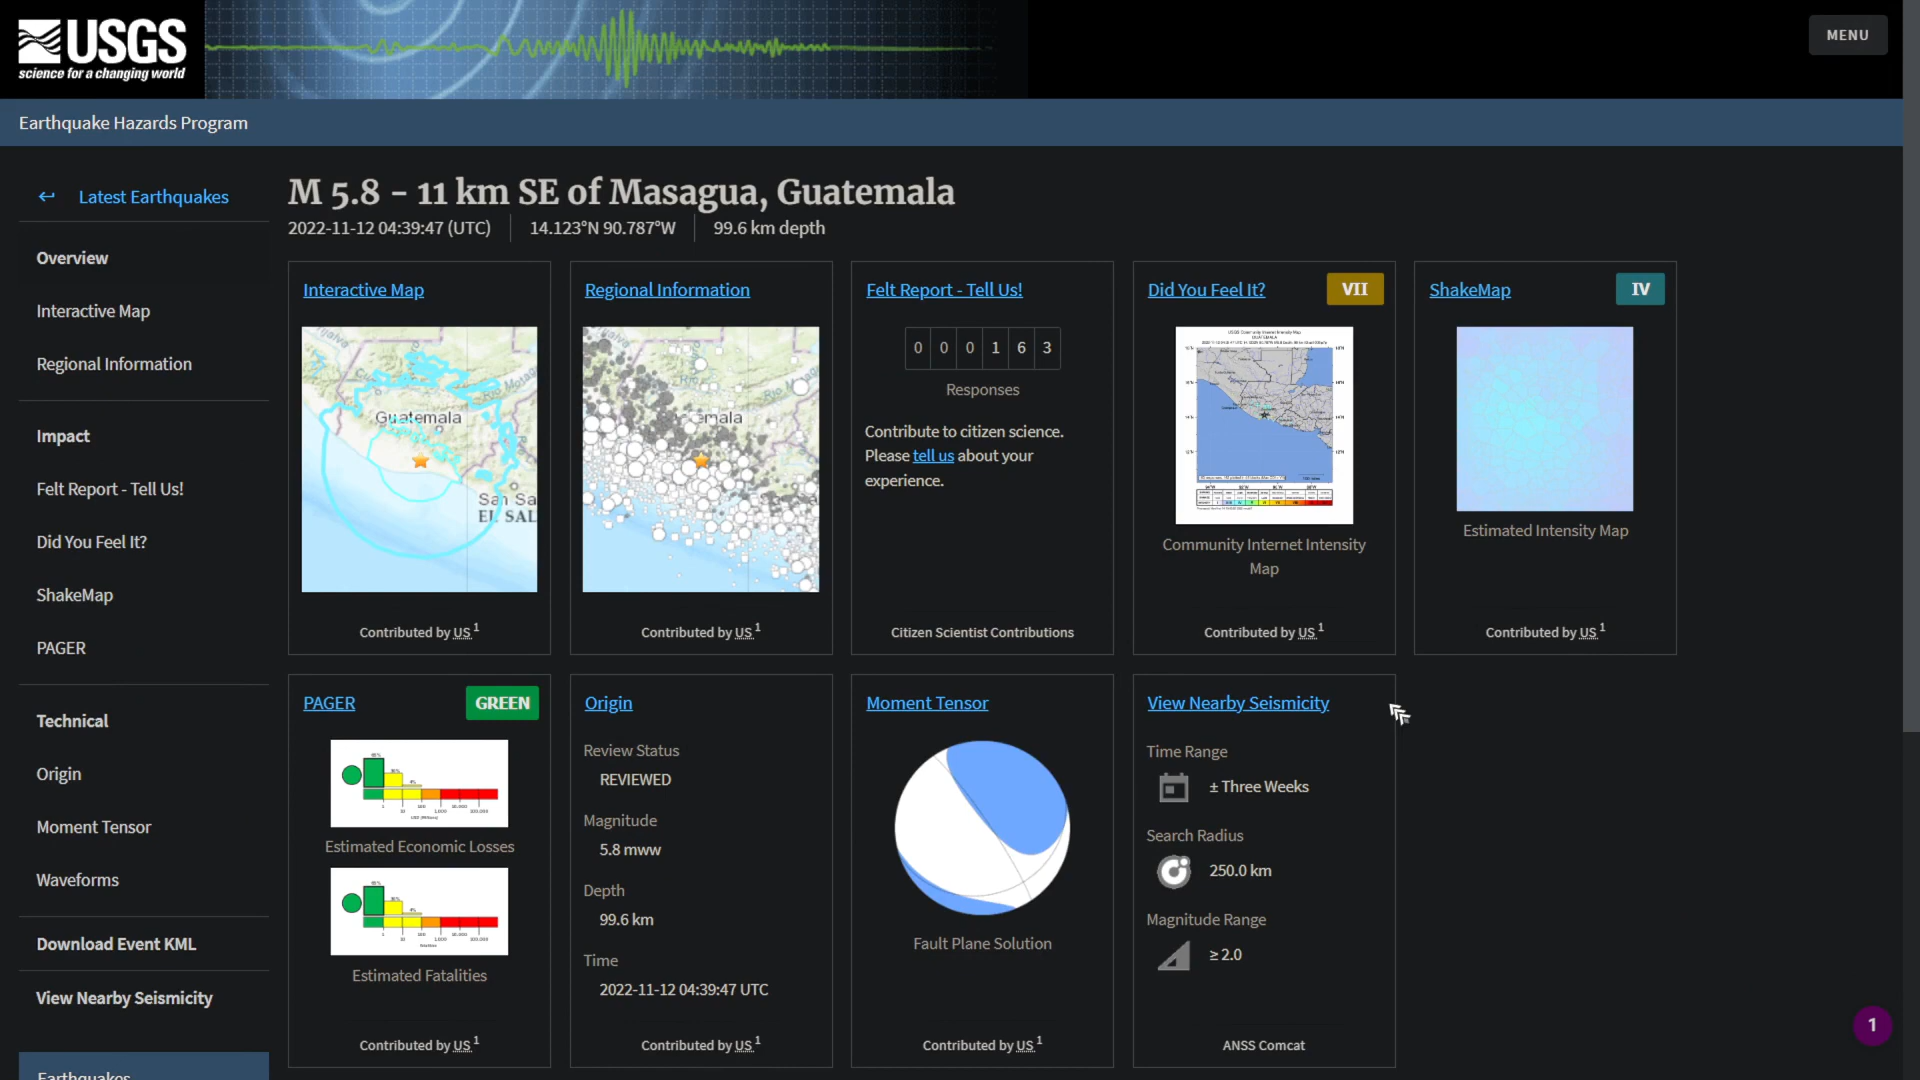 USGS
science for a changing world
MENU
Earthquake Hazards Program
↩ Latest Earthquakes
Overview
Interactive Map
Regional Information
Impact
Felt Report - Tell Us!
Did You Feel It?
ShakeMap
PAGER
Technical
Origin
Moment Tensor
Waveforms
Download Event KML
View Nearby Seismicity
Earthquakes
M 5.8 - 11 km SE of Masagua, Guatemala
2022-11-12 04:39:47 (UTC)
14.123°N 90.787°W
99.6 km depth
Interactive Map
Guatemala
San Sa
EL SAL
Contributed by US 1
Regional Information
emala
Contributed by US 1
Felt Report - Tell Us!
0 0 0 1 6 3
Responses
Contribute to citizen science.
Please tell us about your
experience.
Citizen Scientist Contributions
Did You Feel It?
VII
Community Internet Intensity
Map
Contributed by US 1
ShakeMap
IV
Estimated Intensity Map
Contributed by US 1
PAGER
GREEN
Estimated Economic Losses
Estimated Fatalities
Contributed by US 1
Origin
Review Status
REVIEWED
Magnitude
5.8 mww
Depth
99.6 km
Time
2022-11-12 04:39:47 UTC
Contributed by US 1
Moment Tensor
Fault Plane Solution
Contributed by US 1
View Nearby Seismicity
Time Range
± Three Weeks
Search Radius
250.0 km
Magnitude Range
≥ 2.0
ANSS Comcat
1